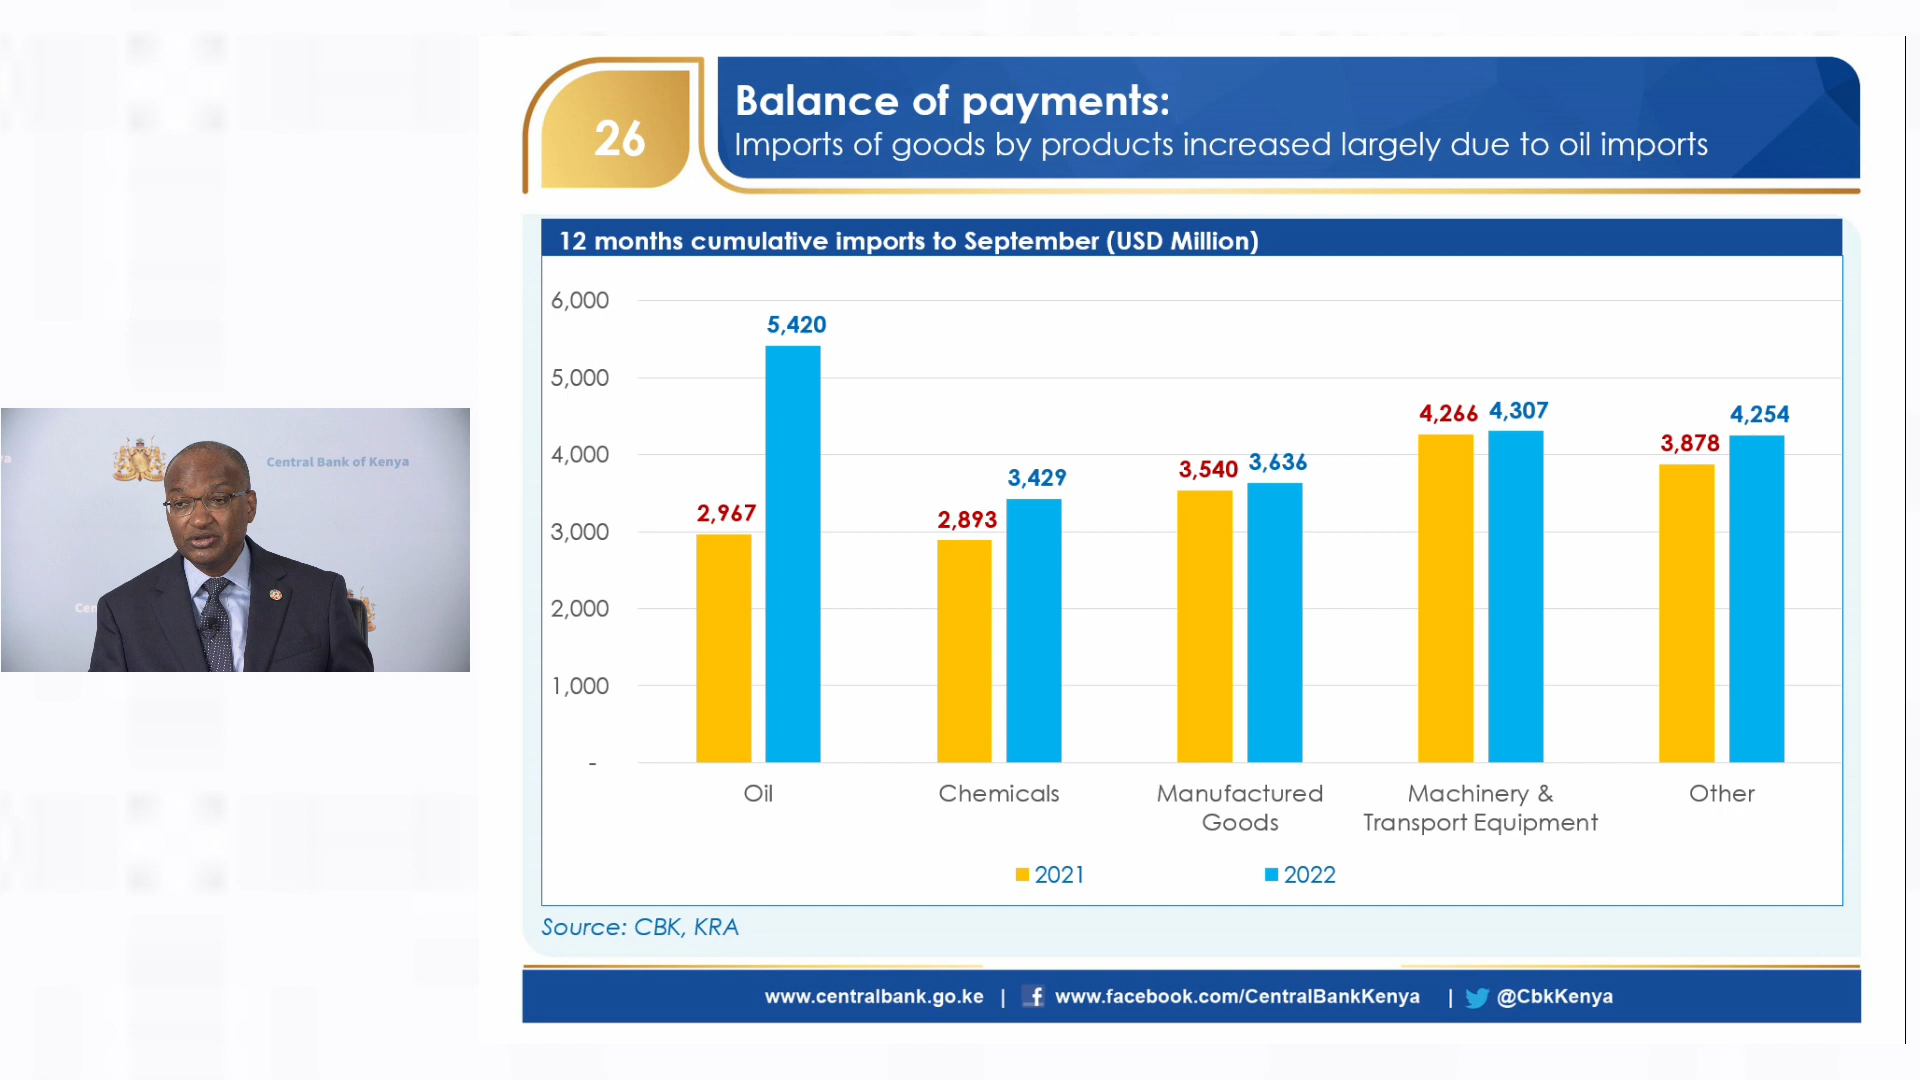 26
Balance of payments:
Imports of goods by products increased largely due to oil imports
12 months cumulative imports to September (USD Million)
6,000
5,000
4,000
3,000
2,000
1,000
-
2,967
5,420
2,893
3,429
3,540
3,636
4,266
4,307
3,878
4,254
Oil
Chemicals
Manufactured
Goods
Machinery &
Transport Equipment
Other
2021
2022
Source: CBK, KRA
www.centralbank.go.ke | www.facebook.com/CentralBankKenya | @CbkKenya
ya
Central Bank of Kenya
Cen